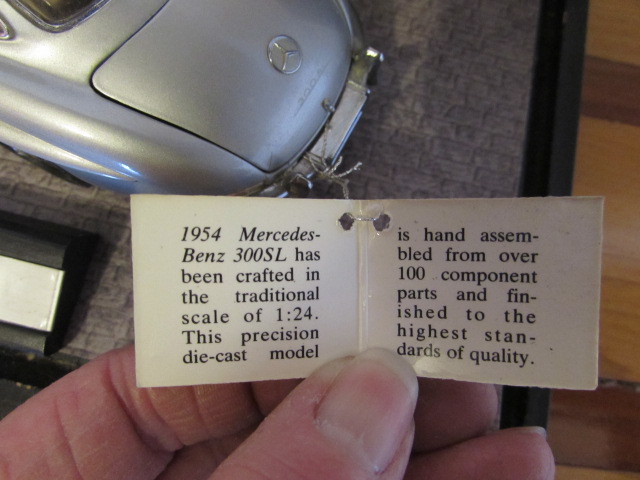 1954 Mercedes-
Benz 300SL has
been crafted in
the traditional
scale of 1:24.
This precision
die-cast model
is hand assem-
bled from over
100 component
parts and fin-
ished to the
highest stan-
dards of quality.